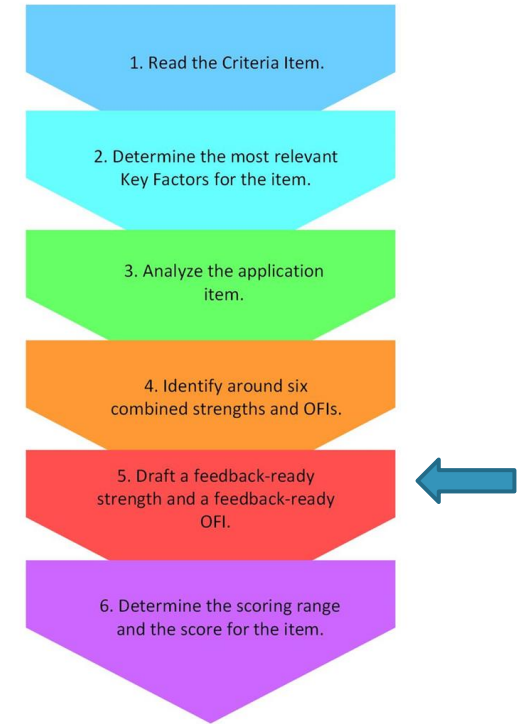 1. Read the Criteria Item.
2. Determine the most relevant
Key Factors for the item.
3. Analyze the application
item.
4. Identify around six
combined strengths and OFIs.
5. Draft a feedback-ready
strength and a feedback-ready
OFI.
6. Determine the scoring range
and the score for the item.